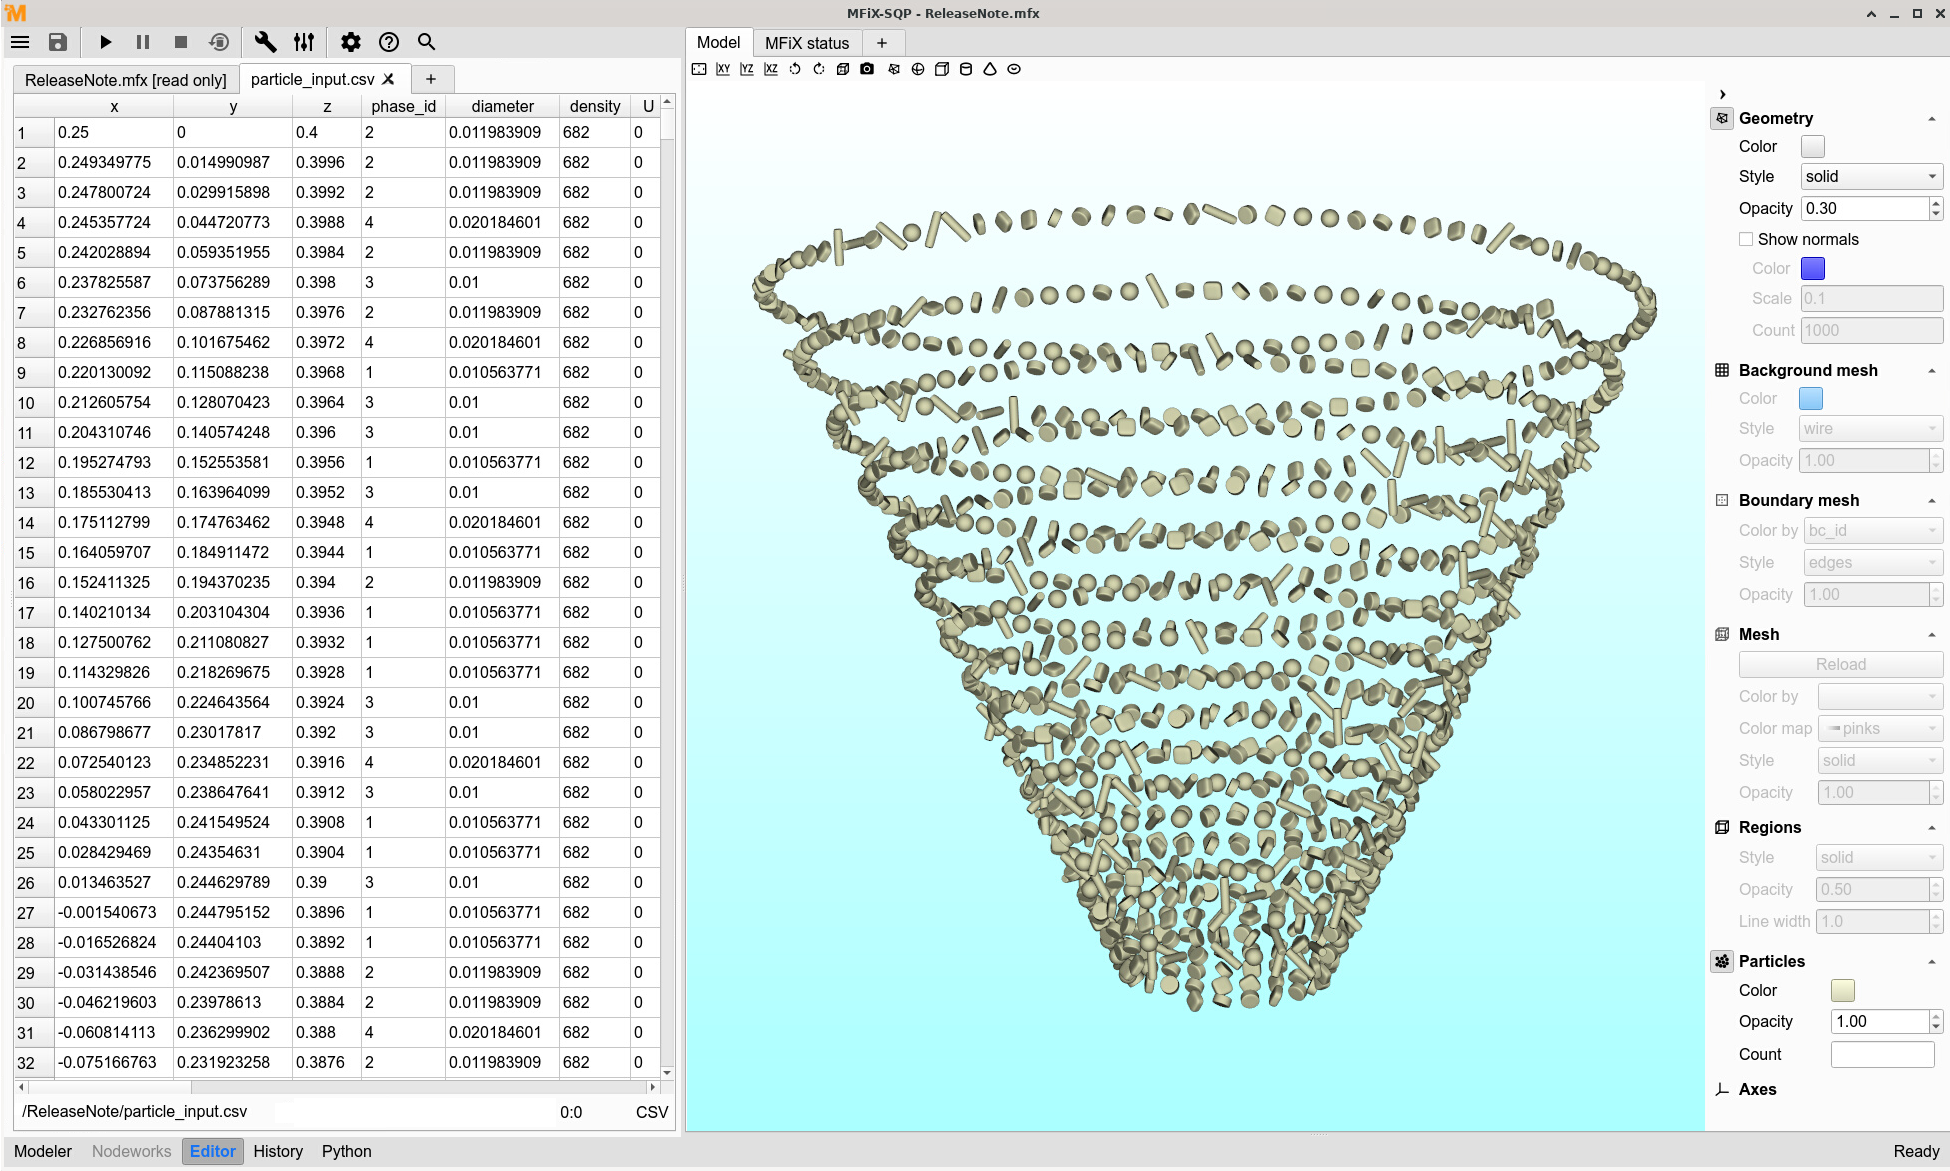 MFiX-SQP - ReleaseNote.mfx
ReleaseNote.mfx [read only] particle_input.csv +
Model MFiX status +
XY YZ XZ
x y z phase_id diameter density U
1 0.25 0 0.4 2 0.011983909 682 0
2 0.249349775 0.014990987 0.3996 2 0.011983909 682 0
3 0.247800724 0.029915898 0.3992 2 0.011983909 682 0
4 0.245357724 0.044720773 0.3988 4 0.020184601 682 0
5 0.242028894 0.059351955 0.3984 2 0.011983909 682 0
6 0.237825587 0.073756289 0.398 3 0.01 682 0
7 0.232762356 0.087881315 0.3976 2 0.011983909 682 0
8 0.226856916 0.101675462 0.3972 4 0.020184601 682 0
9 0.220130092 0.115088238 0.3968 1 0.010563771 682 0
10 0.212605754 0.128070423 0.3964 3 0.01 682 0
11 0.204310746 0.140574248 0.396 3 0.01 682 0
12 0.195274793 0.152553581 0.3956 1 0.010563771 682 0
13 0.185530413 0.163964099 0.3952 3 0.01 682 0
14 0.175112799 0.174763462 0.3948 4 0.020184601 682 0
15 0.164059707 0.184911472 0.3944 1 0.010563771 682 0
16 0.152411325 0.194370235 0.394 2 0.011983909 682 0
17 0.140210134 0.203104304 0.3936 1 0.010563771 682 0
18 0.127500762 0.211080827 0.3932 1 0.010563771 682 0
19 0.114329826 0.218269675 0.3928 1 0.010563771 682 0
20 0.100745766 0.224643564 0.3924 3 0.01 682 0
21 0.086798677 0.23017817 0.392 3 0.01 682 0
22 0.072540123 0.234852231 0.3916 4 0.020184601 682 0
23 0.058022957 0.238647641 0.3912 3 0.01 682 0
24 0.043301125 0.241549524 0.3908 1 0.010563771 682 0
25 0.028429469 0.24354631 0.3904 1 0.010563771 682 0
26 0.013463527 0.244629789 0.39 3 0.01 682 0
27 -0.001540673 0.244795152 0.3896 1 0.010563771 682 0
28 -0.016526824 0.24404103 0.3892 1 0.010563771 682 0
29 -0.031438546 0.242369507 0.3888 2 0.011983909 682 0
30 -0.046219603 0.23978613 0.3884 2 0.011983909 682 0
31 -0.060814113 0.236299902 0.388 4 0.020184601 682 0
32 -0.075166763 0.231923258 0.3876 2 0.011983909 682 0
/ReleaseNote/particle_input.csv 0:0 CSV
Geometry
Color
Style solid
Opacity 0.30
Show normals
Color
Scale 0.1
Count 1000
Background mesh
Color
Style wire
Opacity 1.00
Boundary mesh
Color by bc_id
Style edges
Opacity 1.00
Mesh
Reload
Color by
Color map pinks
Style solid
Opacity 1.00
Regions
Style solid
Opacity 0.50
Line width 1.0
Particles
Color
Opacity 1.00
Count
Axes
Modeler Nodeworks Editor History Python Ready